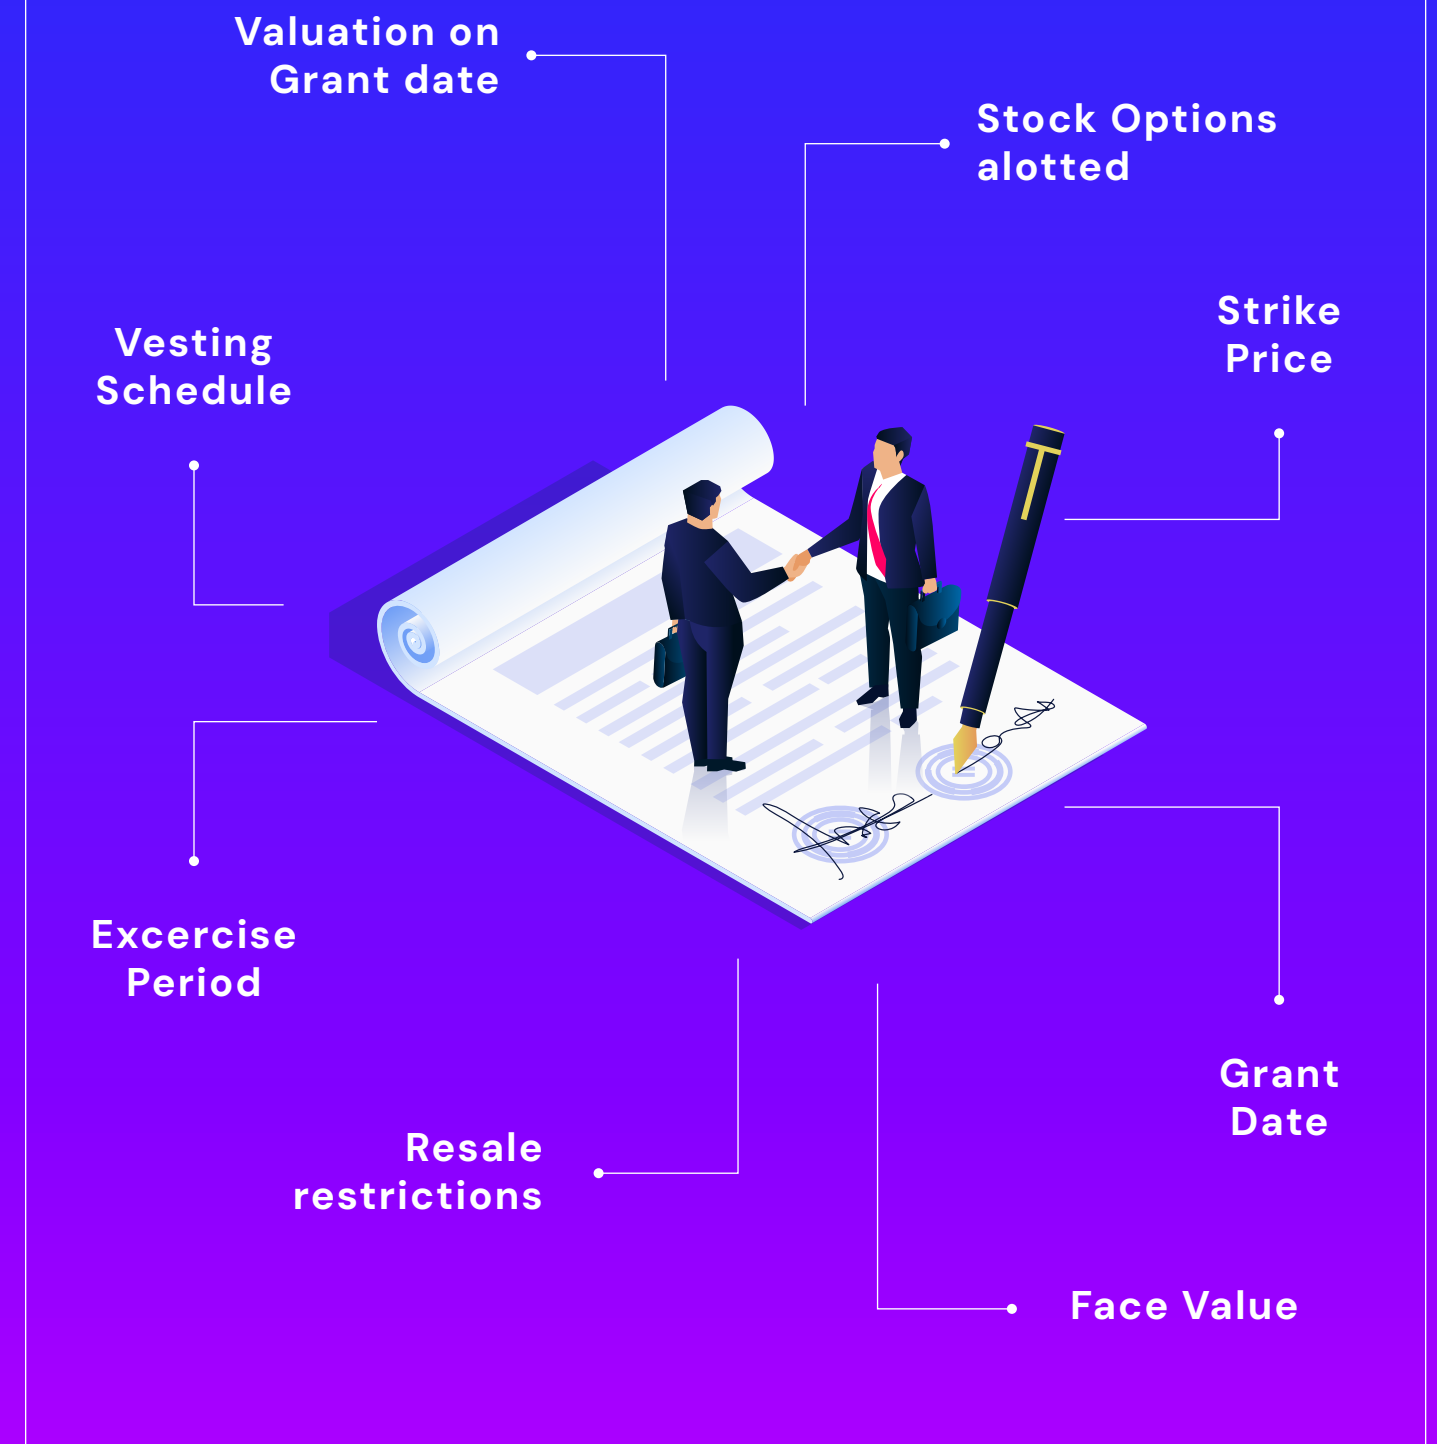 Valuation on
Grant date
Stock Options
alotted
Strike
Price
Vesting
Schedule
Excercise
Period
Grant
Date
Resale
restrictions
Face Value